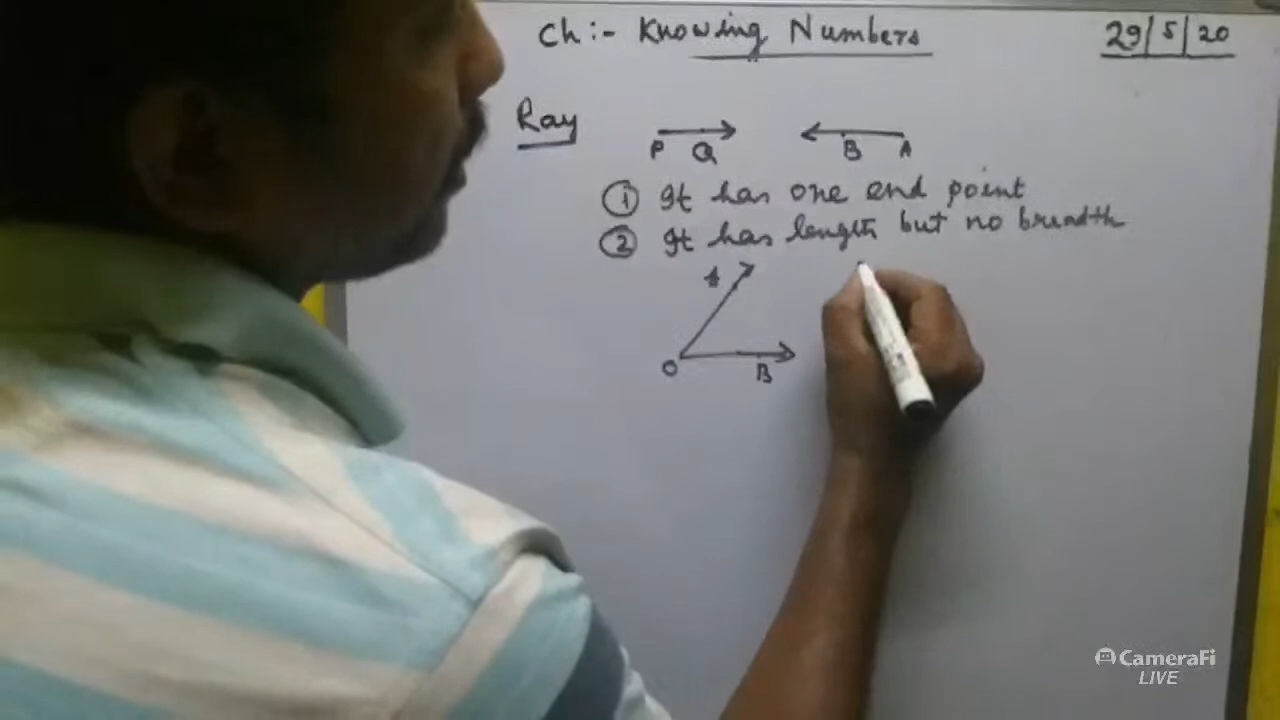 Ch:- Knowing Numbers 29/5/20
Ray
P Q B A
① It has one end point
② It has length but no breadth
A
O B
CameraFi
LIVE